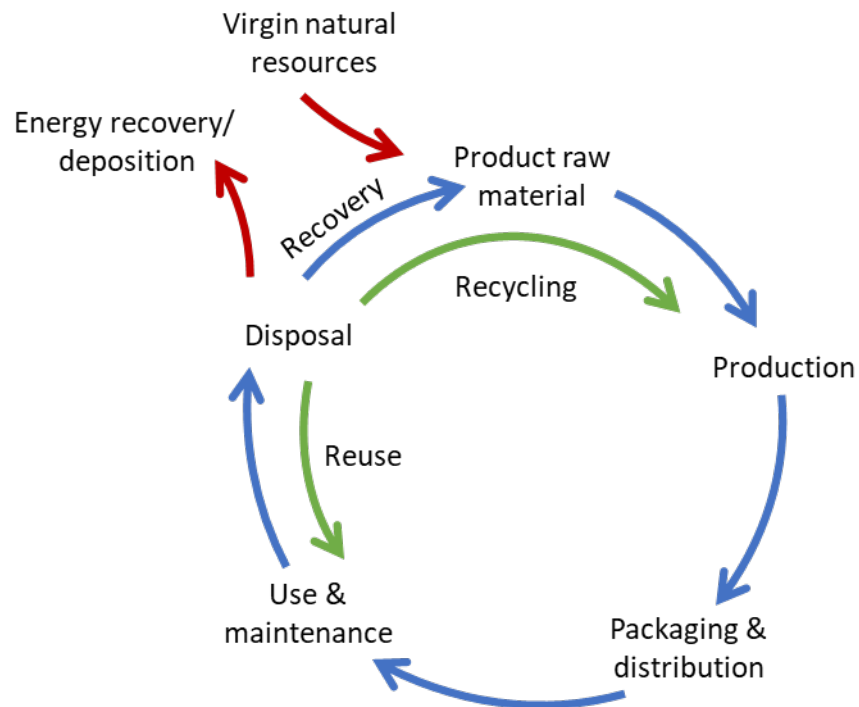 Virgin natural
resources
Energy recovery/
deposition
Product raw
material
Recovery
Recycling
Disposal
Production
Reuse
Use &
maintenance
Packaging &
distribution